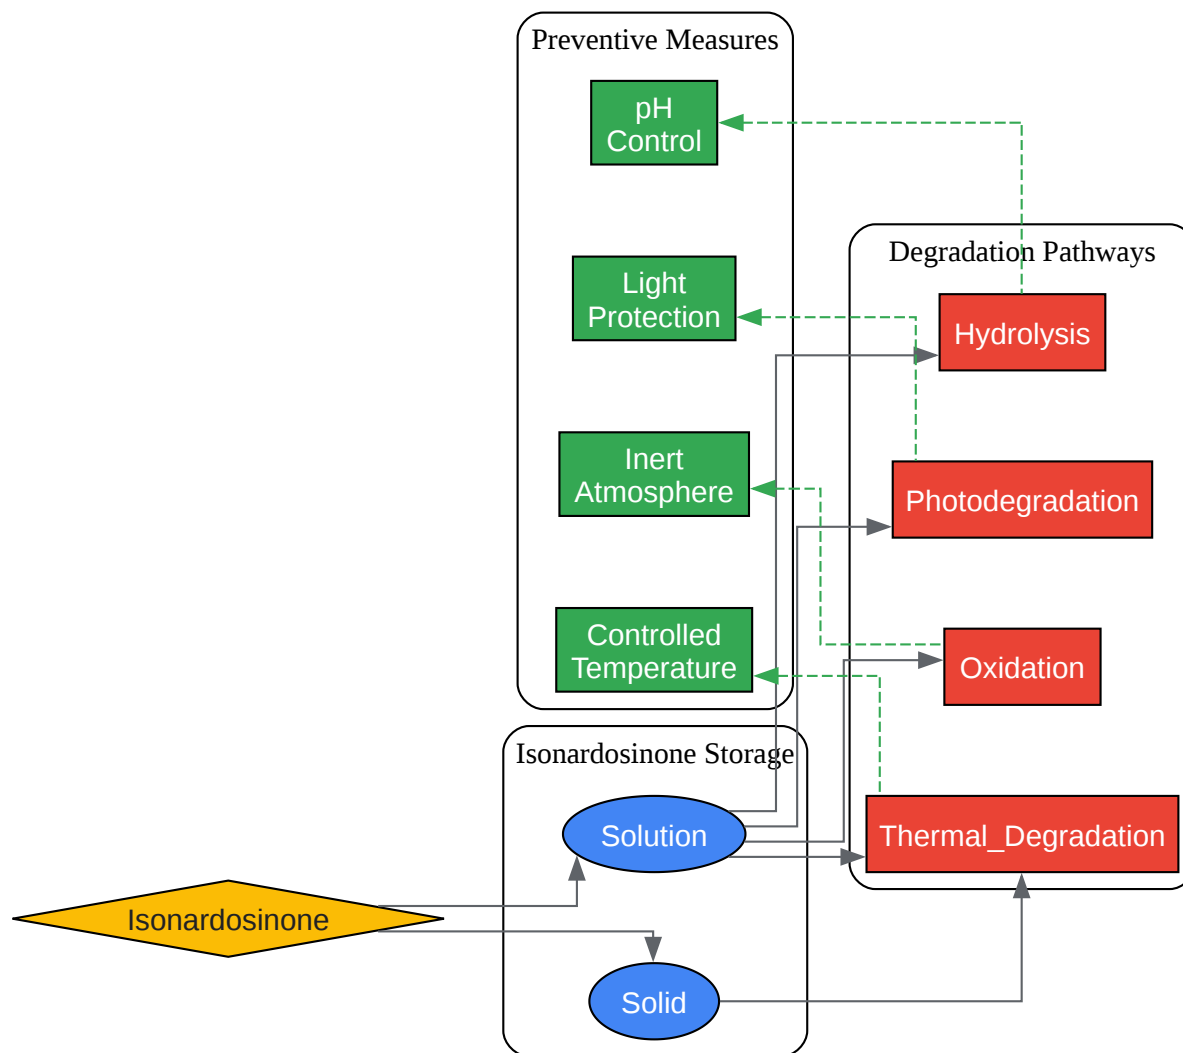 Preventive Measures
pH
Control
Light
Protection
Inert
Atmosphere
Controlled
Temperature
Degradation Pathways
Hydrolysis
Photodegradation
Oxidation
Thermal_Degradation
Isonardosinone Storage
Solution
Solid
Isonardosinone